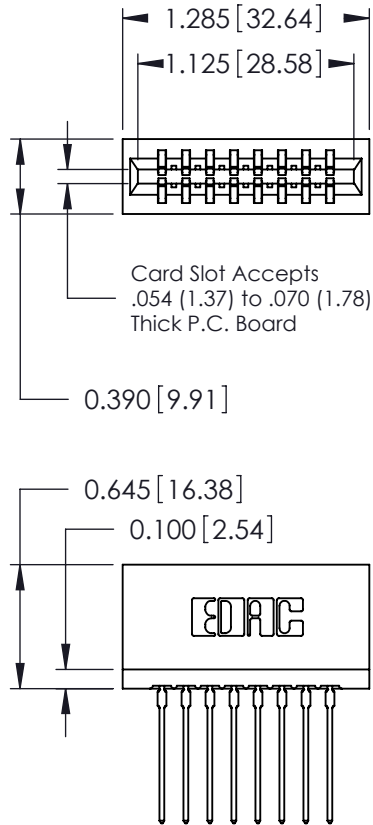 1.285 [32.64]
1.125 [28.58]
Card Slot Accepts
.054 (1.37) to .070 (1.78)
Thick P.C. Board
0.390 [9.91]
0.645 [16.38]
0.100 [2.54]
EDAC